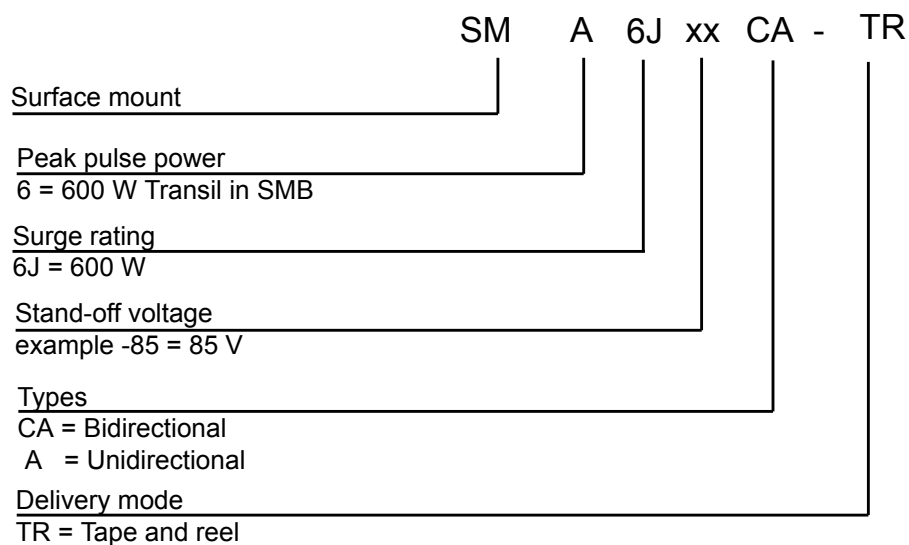 SM A 6J xx CA - TR
Surface mount
Peak pulse power
6 = 600 W Transil in SMB
Surge rating
6J = 600 W
Stand-off voltage
example -85 = 85 V
Types
CA = Bidirectional
A = Unidirectional
Delivery mode
TR = Tape and reel